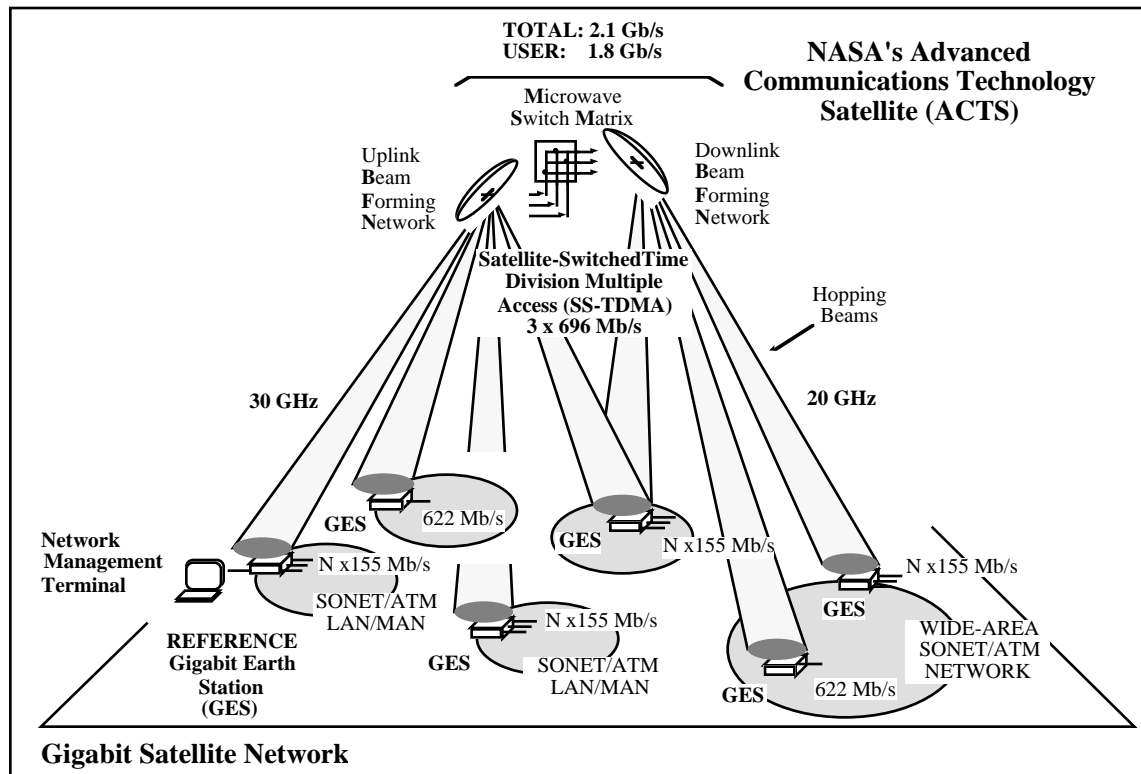 TOTAL: 2.1 Gb/s
USER: 1.8 Gb/s
NASA's Advanced
Communications Technology
Satellite (ACTS)
Microwave
Switch Matrix
Uplink
Beam
Forming
Network
Downlink
Beam
Forming
Network
Satellite-SwitchedTime
Division Multiple
Access (SS-TDMA)
3 x 696 Mb/s
Hopping
Beams
30 GHz
20 GHz
GES
622 Mb/s
GES
N x155 Mb/s
Network
Management
Terminal
N x155 Mb/s
SONET/ATM
LAN/MAN
REFERENCE
Gigabit Earth
Station
(GES)
N x155 Mb/s
GES
SONET/ATM
LAN/MAN
N x155 Mb/s
GES
WIDE-AREA
SONET/ATM
NETWORK
GES
622 Mb/s
Gigabit Satellite Network